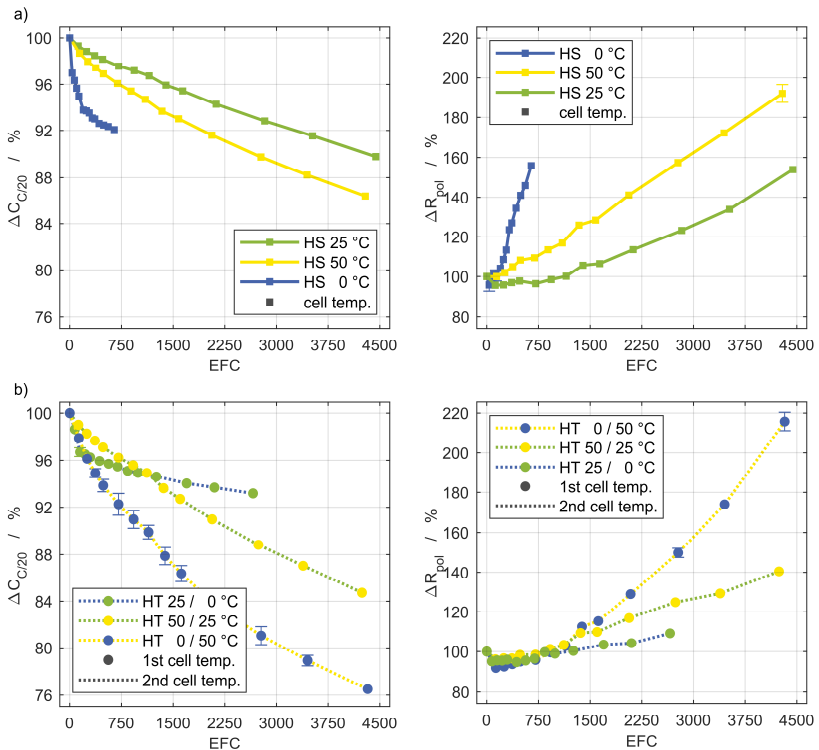 a)
100
96
92
88
84
80
76
Δ C_C/20 / %
HS 25 °C
HS 50 °C
HS 0 °C
cell temp.
0 750 1500 2250 3000 3750 4500
EFC
220
200
180
160
140
120
100
80
Δ R_pol / %
HS 0 °C
HS 50 °C
HS 25 °C
cell temp.
0 750 1500 2250 3000 3750 4500
EFC
b)
100
96
92
88
84
80
76
Δ C_C/20 / %
HT 25 / 0 °C
HT 50 / 25 °C
HT 0 / 50 °C
1st cell temp.
2nd cell temp.
0 750 1500 2250 3000 3750 4500
EFC
220
200
180
160
140
120
100
80
Δ R_pol / %
HT 0 / 50 °C
HT 50 / 25 °C
HT 25 / 0 °C
1st cell temp.
2nd cell temp.
0 750 1500 2250 3000 3750 4500
EFC